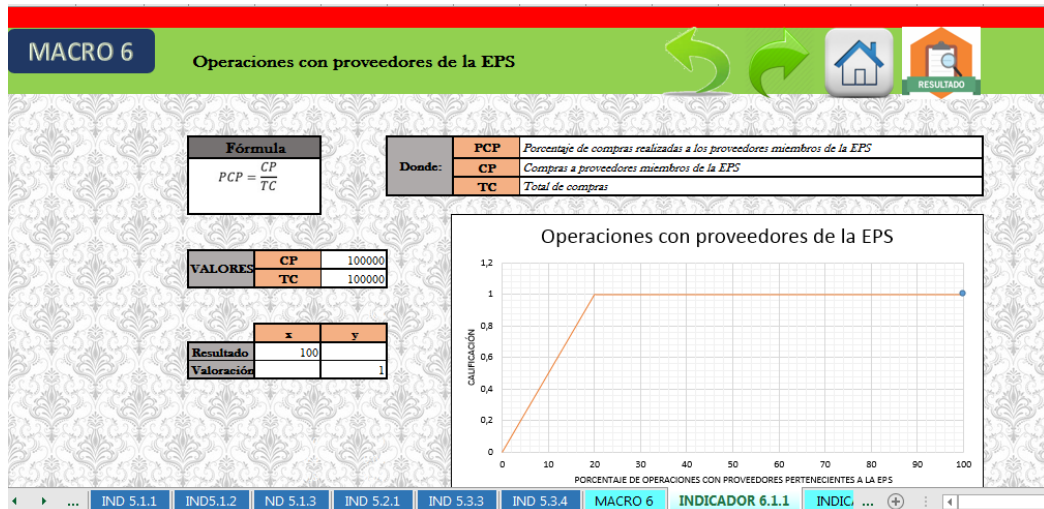 MACRO 6
Operaciones con proveedores de la EPS
RESULTADO
Fórmula
PCP = CP/TC
Donde:
PCP Porcentaje de compras realizadas a los proveedores miembros de la EPS
CP Compras a proveedores miembros de la EPS
TC Total de compras
VALORES
CP 100000
TC 100000
x y
Resultado 100
Valoración 1
Operaciones con proveedores de la EPS
CALIFICACIÓN
1,2
1
0,8
0,6
0,4
0,2
0
0 10 20 30 40 50 60 70 80 90 100
PORCENTAJE DE OPERACIONES CON PROVEEDORES PERTENECIENTES A LA EPS
... IND 5.1.1 IND5.1.2 ND 5.1.3 IND 5.2.1 IND 5.3.3 IND 5.3.4 MACRO 6 INDICADOR 6.1.1 INDIC ...